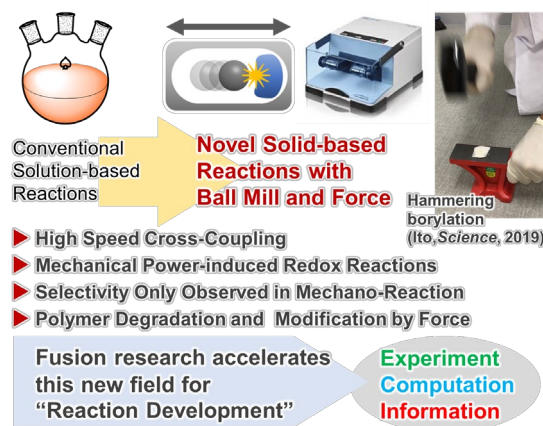 Conventional
Solution-based
Reactions
Novel Solid-based
Reactions with
Ball Mill and Force
Hammering
borylation
(Ito,Science, 2019)
High Speed Cross-Coupling
Mechanical Power-induced Redox Reactions
Selectivity Only Observed in Mechano-Reaction
Polymer Degradation and Modification by Force
Fusion research accelerates
this new field for
“Reaction Development”
Experiment
Computation
Information